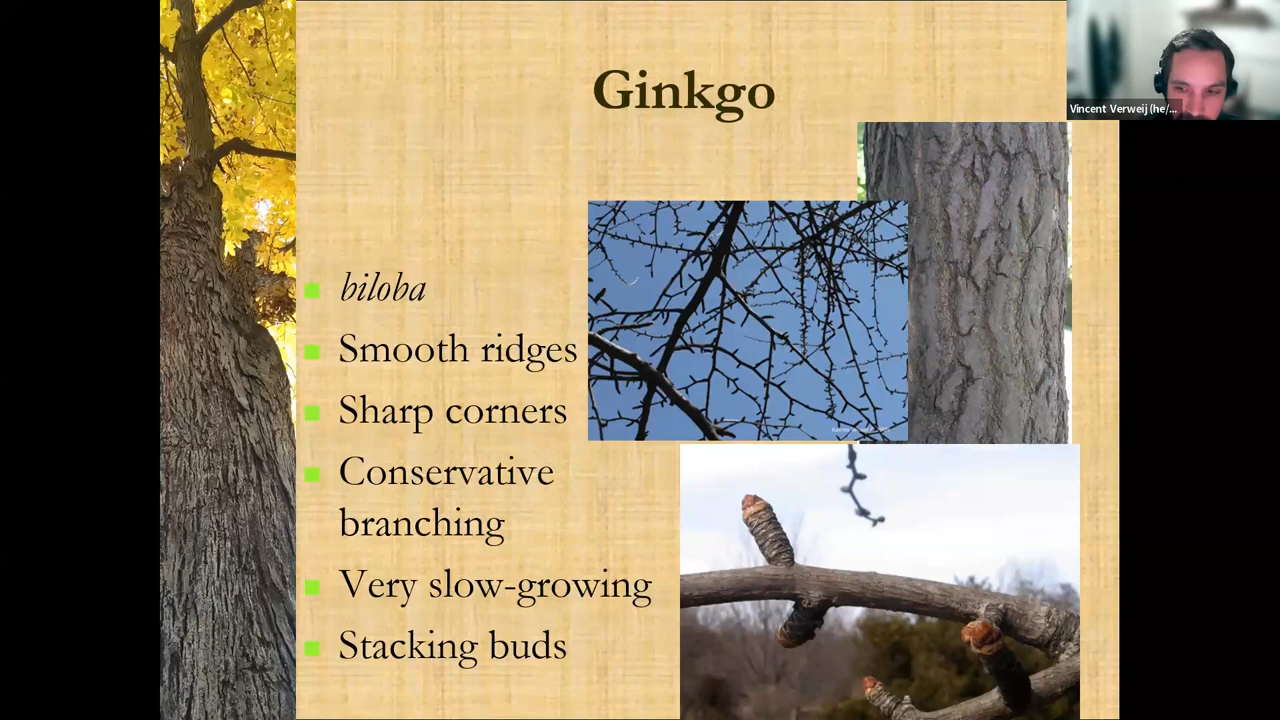 Ginkgo
Vincent Verweij (he/...
biloba
Smooth ridges
Sharp corners
Conservative
branching
Very slow-growing
Stacking buds